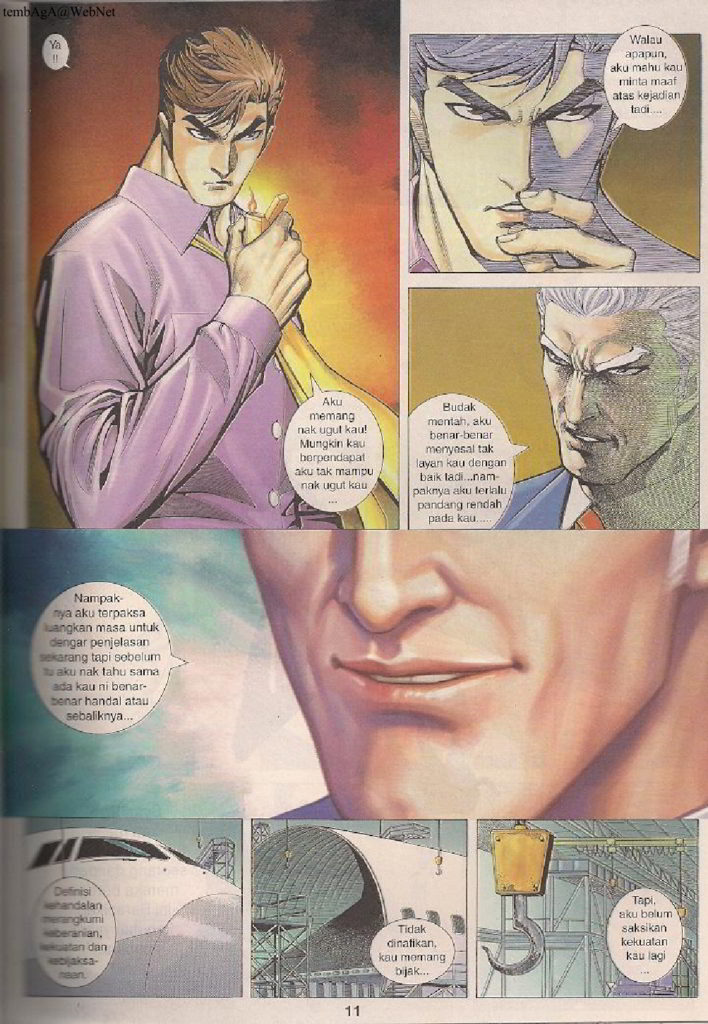 tembAgA@WebNet
Ya
!!
Aku
memang
nak ugut kau!
Mungkin kau
berpendapat
aku tak mampu
nak ugut kau
...
Walau
apapun,
aku mahu kau
minta maaf
atas kejadian
tadi....
Budak
mentah, aku
benar-benar
menyesal tak
layan kau dengan
baik tadi...nam-
paknya aku terlalu
pandang rendah
pada kau.....
Nampak-
nya aku terpaksa
luangkan masa untuk
dengar penjelasan
sekarang tapi sebelum
tu aku nak tahu sama
ada kau ni benar-
benar handal atau
sebaliknya...
Definisi
kehandalan
merangkumi
keberanian,
kekuatan dan
kebijaksa-
naan.
Tidak
dinafikan,
kau memang
bijak...
Tapi,
aku belum
saksikan
kekuatan
kau lagi
...
11